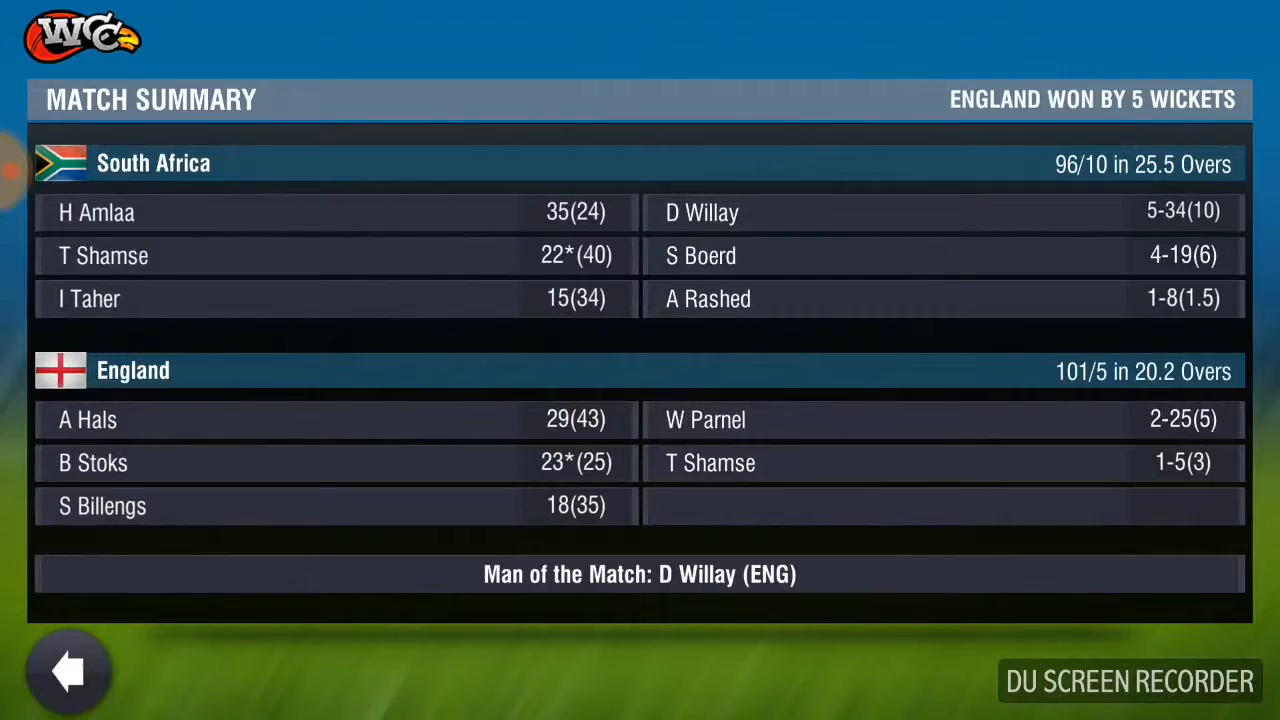 WCC
MATCH SUMMARY ENGLAND WON BY 5 WICKETS
South Africa 96/10 in 25.5 Overs
H Amlaa 35(24) D Willay 5-34(10)
T Shamse 22*(40) S Boerd 4-19(6)
I Taher 15(34) A Rashed 1-8(1.5)
England 101/5 in 20.2 Overs
A Hals 29(43) W Parnel 2-25(5)
B Stoks 23*(25) T Shamse 1-5(3)
S Billengs 18(35)
Man of the Match: D Willay (ENG)
DU SCREEN RECORDER